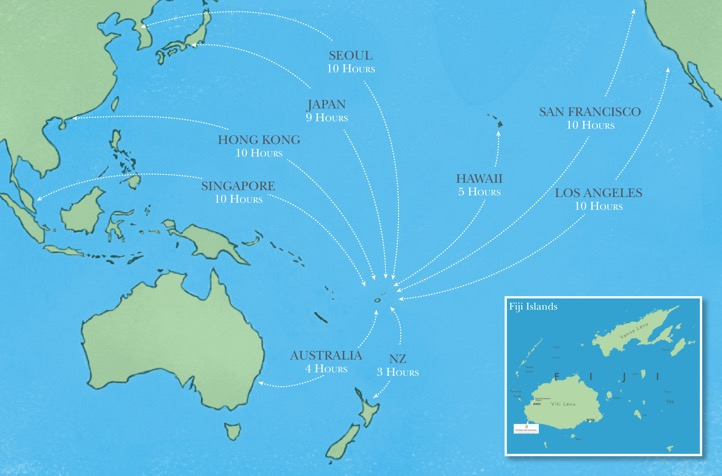 SEOUL
10 HOURS
JAPAN
9 HOURS
HONG KONG
10 HOURS
SINGAPORE
10 HOURS
HAWAII
5 HOURS
SAN FRANCISCO
10 HOURS
LOS ANGELES
10 HOURS
AUSTRALIA
4 HOURS
NZ
3 HOURS
Fiji Islands
Vanua Levu
F I J I
Viti Levu